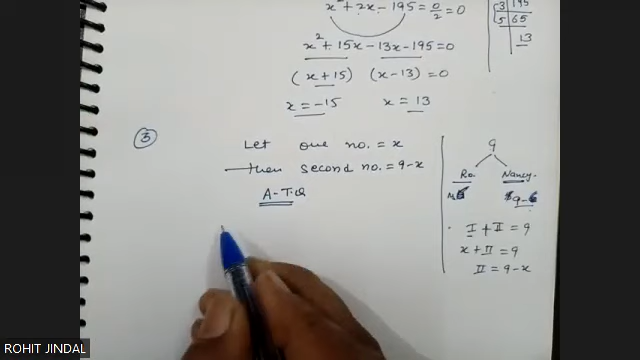 x² + 2x - 195 = 0/2 = 0
x² + 15x - 13x - 195 = 0
(x + 15) (x - 13) = 0
x = -15 x = 13
3 | 195
5 | 65
13
③
Let one no. = x
then second no. = 9 - x
A-T.Q
9
Ro. Nancy.
9-
I + II = 9
x + II = 9
II = 9 - x
ROHIT JINDAL